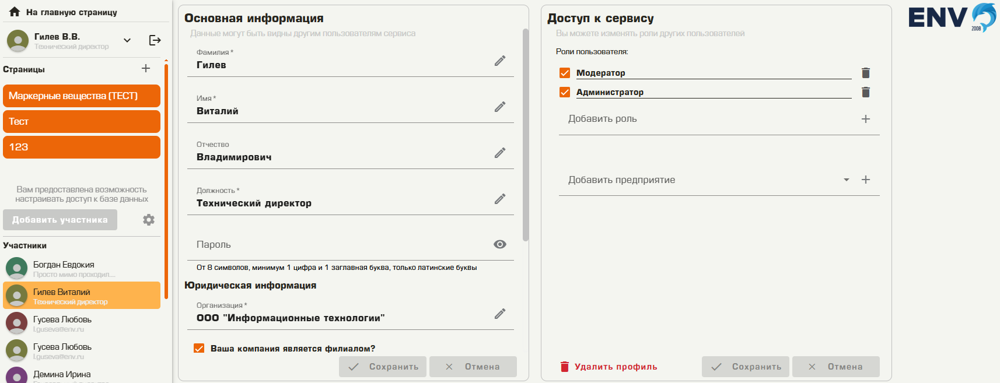 На главную страницу
Гилев В.В.
Технический директор
Страницы
Маркерные вещества (ТЕСТ)
Тест
123
Вам предоставлена возможность
настраивать доступ к базе данных
Добавить участника
Участники
Богдан Евдокия
Просто мимо проходил....
Гилев Виталий
Технический директор
Гусева Любовь
l.guseva@env.ru
Гусева Любовь
l.guseva@env.ru
Демина Ирина
Основная информация
Данные могут быть видны другим пользователям сервиса
Фамилия *
Гилев
Имя *
Виталий
Отчество
Владимирович
Должность *
Технический директор
Пароль
От 8 символов, минимум 1 цифра и 1 заглавная буква, только латинские буквы
Юридическая информация
Организация *
ООО "Информационные технологии"
Ваша компания является филиалом?
Сохранить
Отмена
Доступ к сервису
Вы можете изменять роли других пользователей
Роли пользователя:
Модератор
Администратор
Добавить роль
Добавить предприятие
Удалить профиль
Сохранить
Отмена
ENV
2008